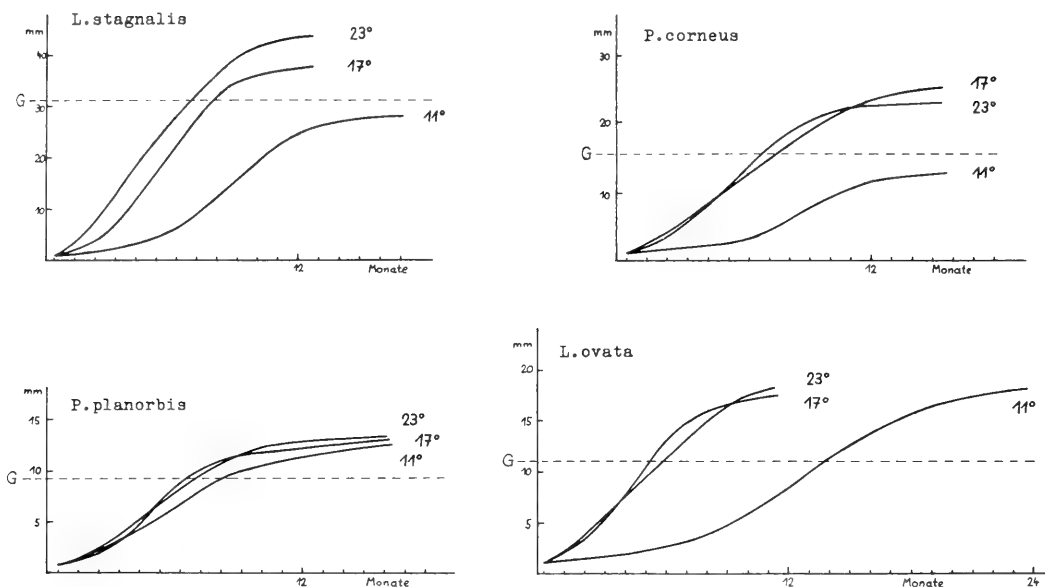 L.stagnalis
mm
40
30
20
10
G
23°
17°
11°
12
Monate
P.corneus
mm
30
20
10
G
17°
23°
11°
12
Monate
P.planorbis
mm
15
10
5
G
23°
17°
11°
12
Monate
L.ovata
mm
20
15
10
5
G
23°
17°
11°
12
Monate
24